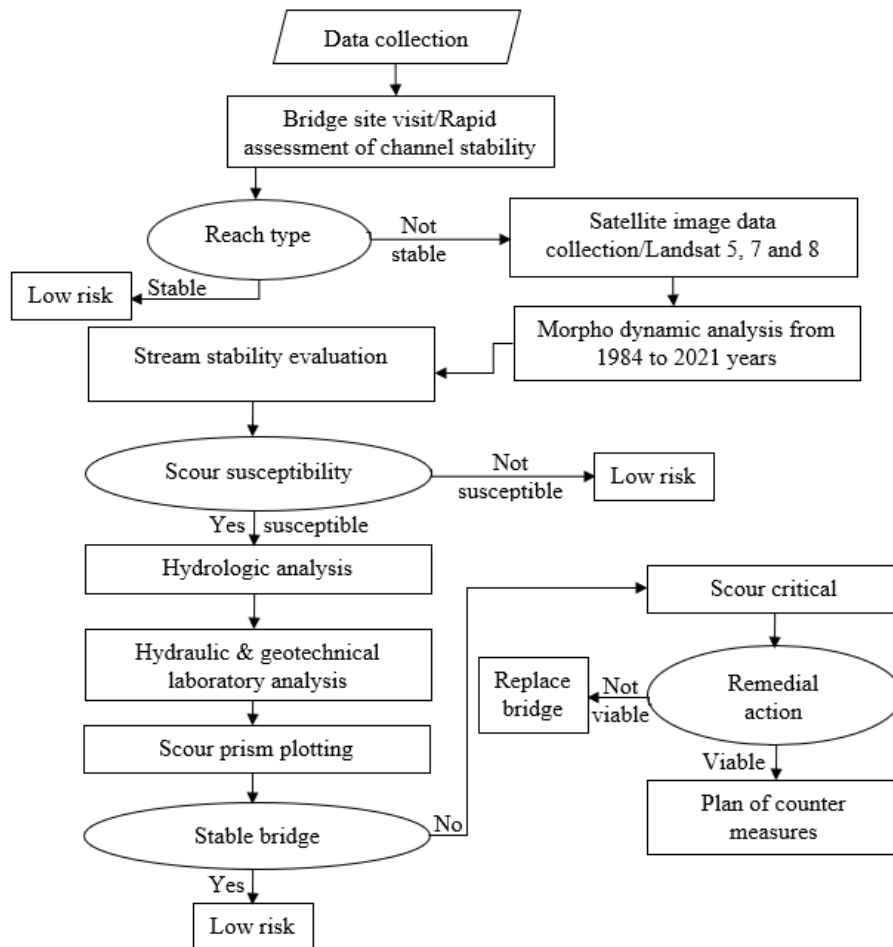 Data collection
Bridge site visit/Rapid
assessment of channel stability
Reach type
Not
stable
Satellite image data
collection/Landsat 5, 7 and 8
Low risk
Stable
Morpho dynamic analysis from
1984 to 2021 years
Stream stability evaluation
Scour susceptibility
Not
susceptible
Low risk
Yes susceptible
Hydrologic analysis
Scour critical
Hydraulic & geotechnical
laboratory analysis
Replace
bridge
Not
viable
Remedial
action
Scour prism plotting
Viable
Plan of counter
measures
Stable bridge
No
Yes
Low risk